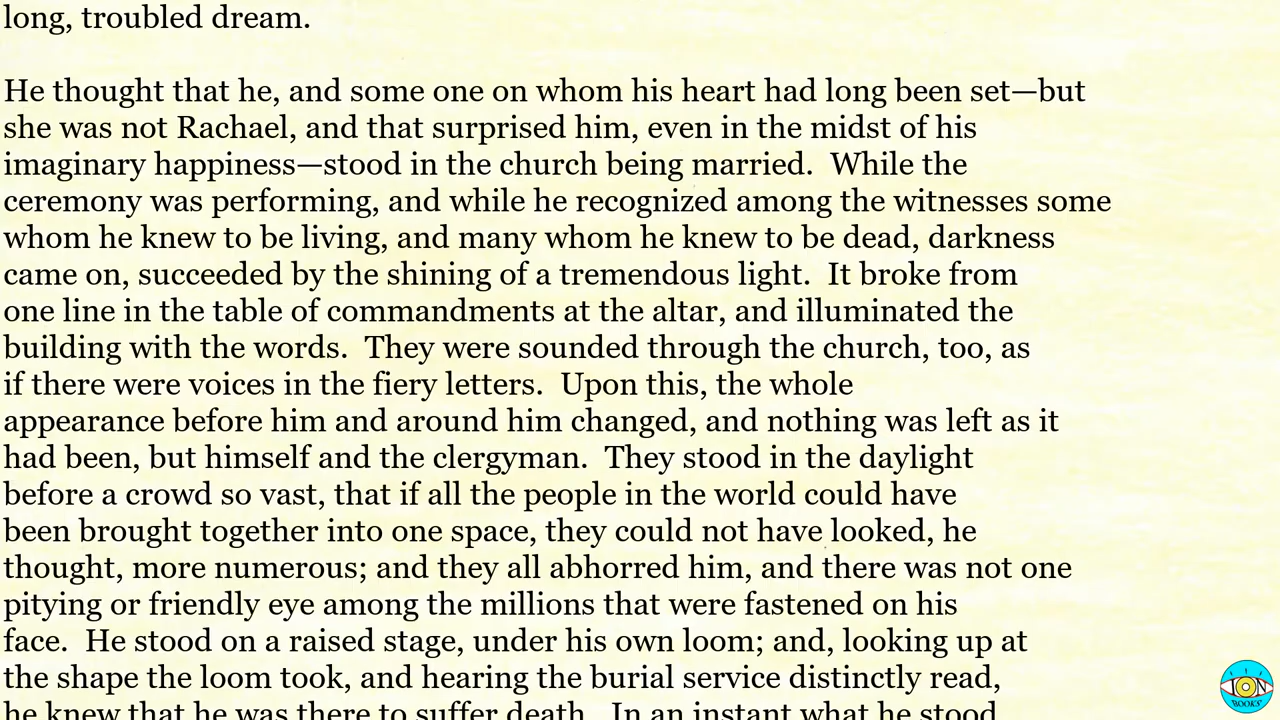 long, troubled dream.
He thought that he, and some one on whom his heart had long been set—but
she was not Rachael, and that surprised him, even in the midst of his
imaginary happiness—stood in the church being married.  While the
ceremony was performing, and while he recognized among the witnesses some
whom he knew to be living, and many whom he knew to be dead, darkness
came on, succeeded by the shining of a tremendous light.  It broke from
one line in the table of commandments at the altar, and illuminated the
building with the words.  They were sounded through the church, too, as
if there were voices in the fiery letters.  Upon this, the whole
appearance before him and around him changed, and nothing was left as it
had been, but himself and the clergyman.  They stood in the daylight
before a crowd so vast, that if all the people in the world could have
been brought together into one space, they could not have looked, he
thought, more numerous; and they all abhorred him, and there was not one
pitying or friendly eye among the millions that were fastened on his
face.  He stood on a raised stage, under his own loom; and, looking up at
the shape the loom took, and hearing the burial service distinctly read,
he knew that he was there to suffer death.  In an instant what he stood
ION
BOOKS